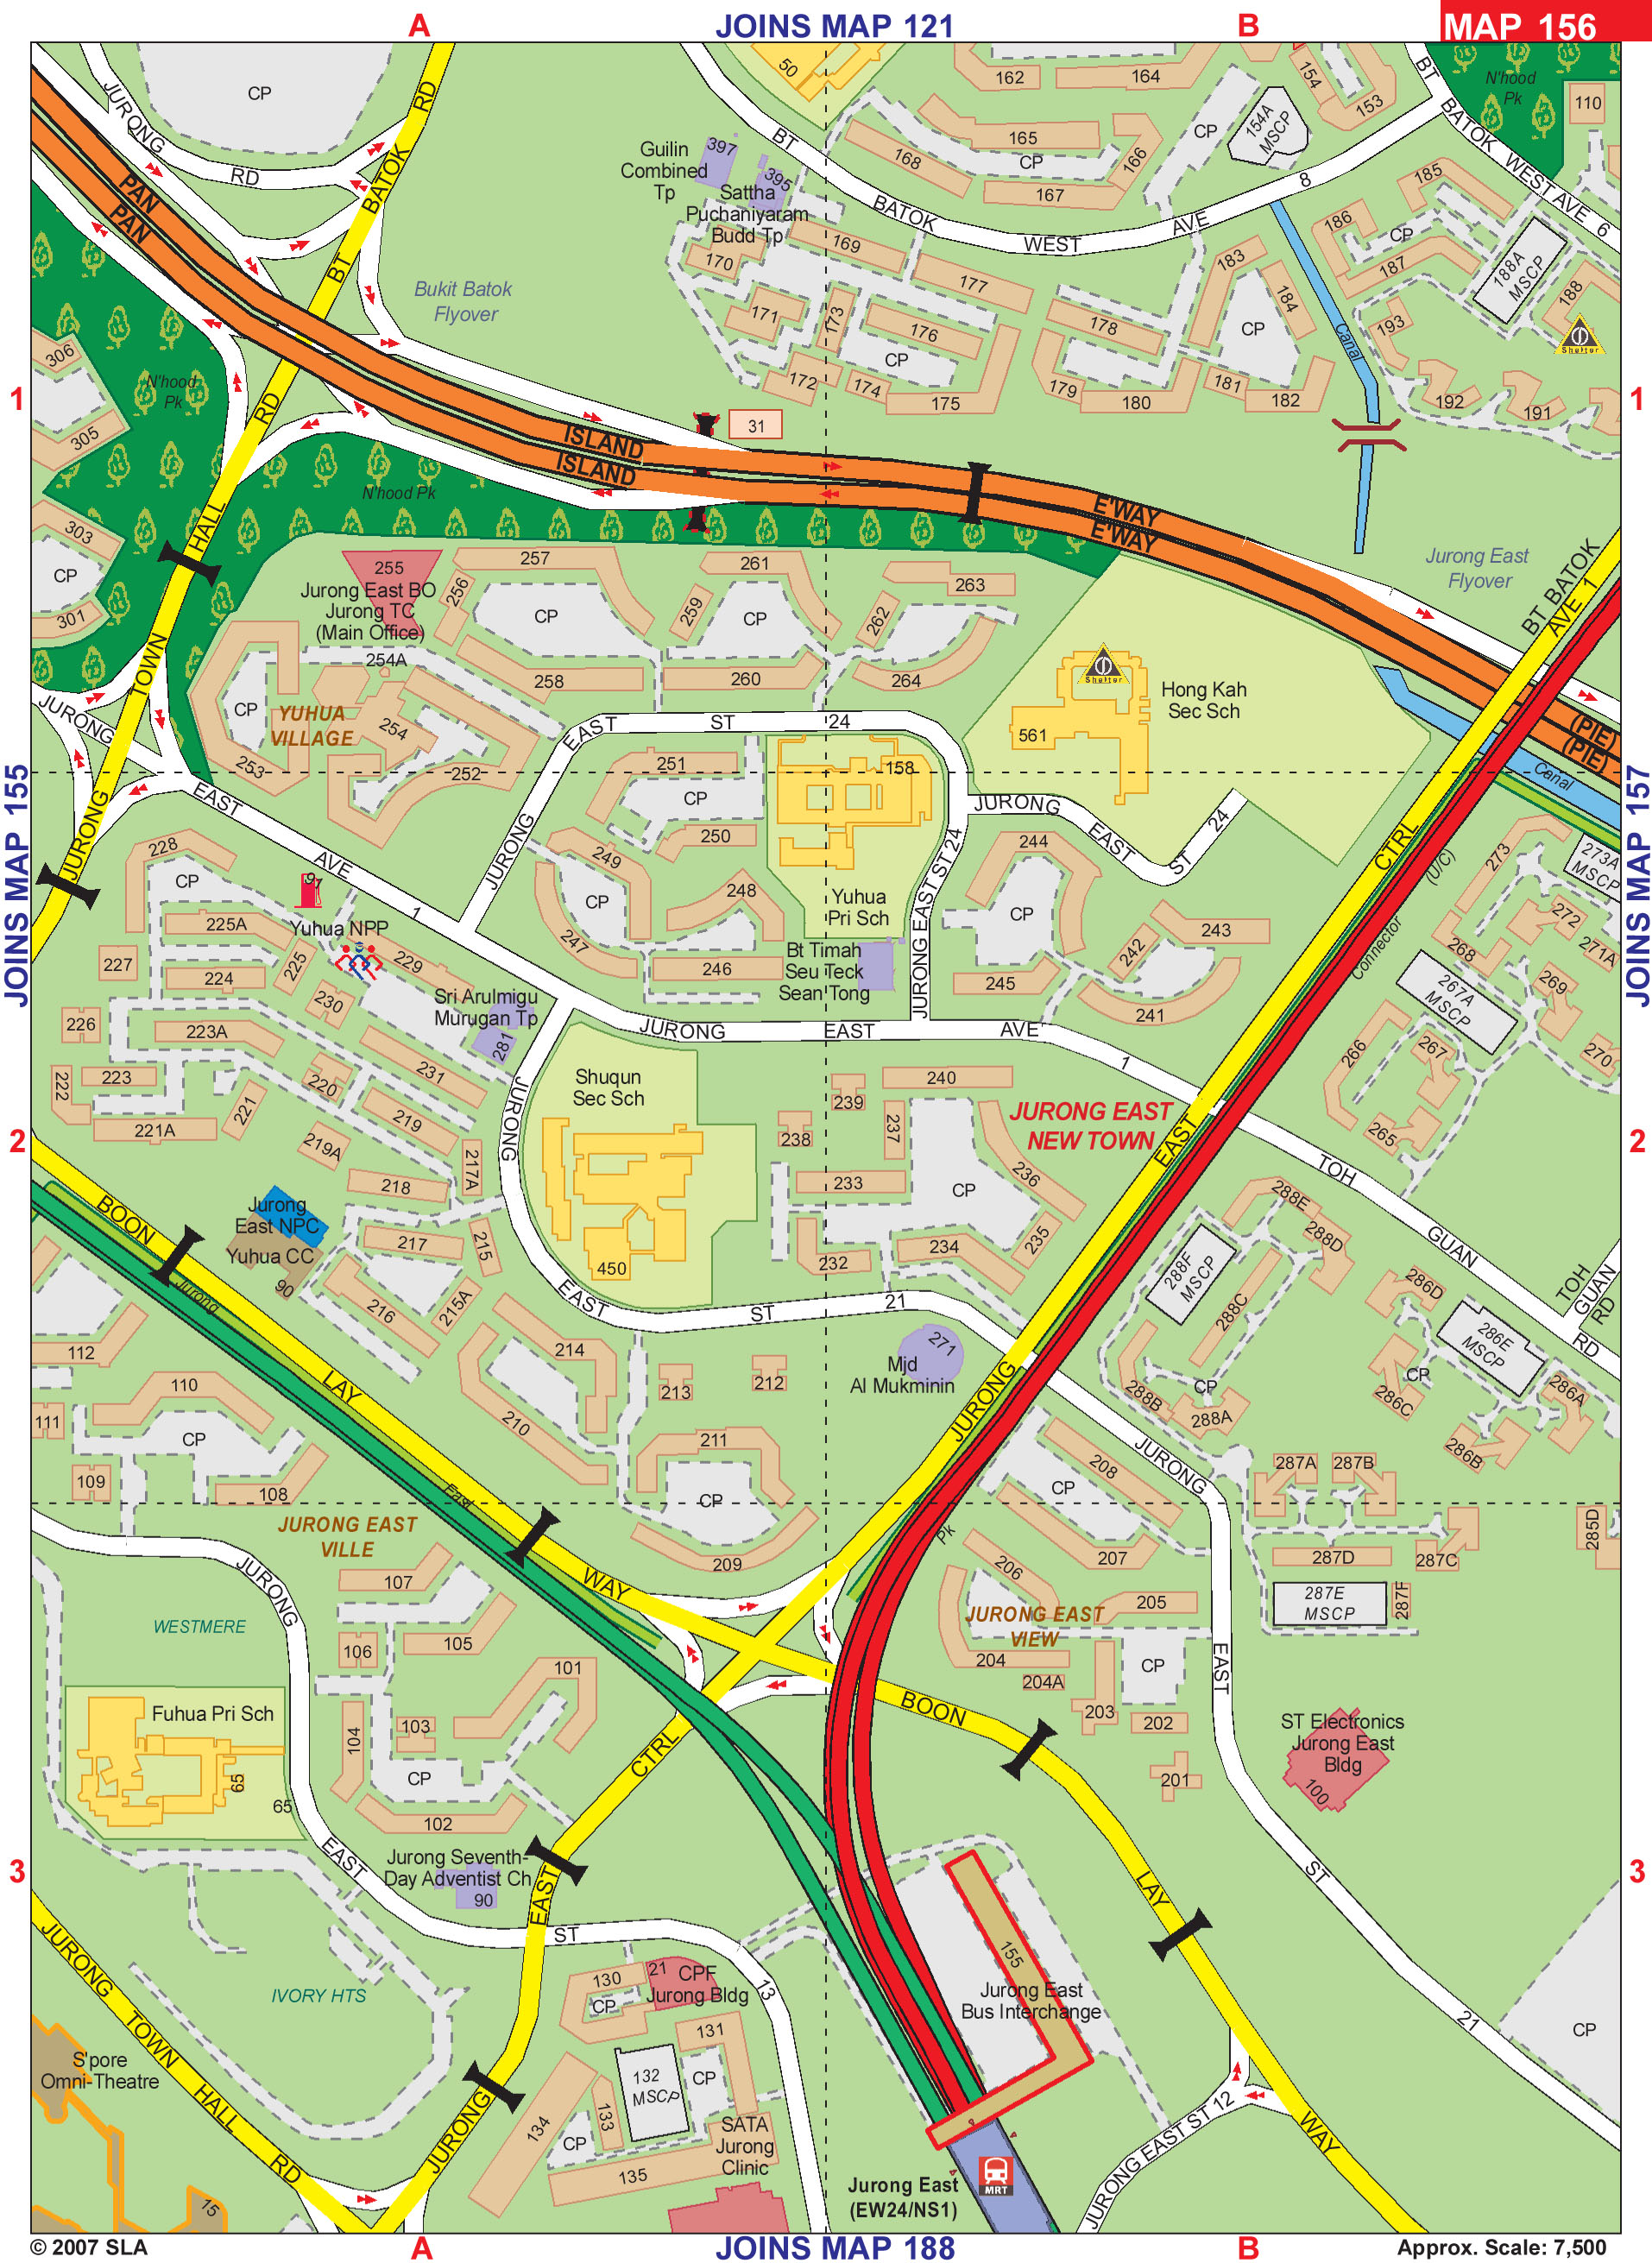 A
JOINS MAP 121
B
MAP 156
50
162
164
154
153
BT
N'hood
Pk
110
CP
JURONG
RD
BATOK
RD
165
154A
MSCP
CP
168
CP
166
167
BT
BATOK
WEST
AVE
8
BATOK WEST AVE 6
Guilin
Combined
Tp
397
395
Sattha
Puchaniyaram
Budd Tp
185
186
CP
187
188A
MSCP
188
Shelter
PAN
PAN
BT
170
169
177
183
184
CP
Canal
193
192
191
Bukit Batok
Flyover
171
173
176
CP
178
172
174
175
179
180
181
182
306
N'hood
Pk
305
RD
1
1
31
ISLAND
ISLAND
N'hood Pk
E'WAY
E'WAY
303
CP
301
HALL
TOWN
Jurong East
Flyover
BT BATOK
AVE 1
255
Jurong East BO
Jurong TC
(Main Office)
256
257
CP
259
261
CP
262
263
254A
258
260
264
Shelter
561
Hong Kah
Sec Sch
(PIE)
(PIE)
Canal
JURONG
CP
YUHUA
VILLAGE
254
253
252
EAST
ST
24
251
CP
250
158
JURONG
EAST
ST
24
JOINS MAP 155
JOINS MAP 157
JURONG
EAST
AVE
1
JURONG
228
CP
97
249
CP
248
247
246
Yuhua
Pri Sch
JURONG EAST ST 24
244
CP
242
243
245
241
CTRL
(U/C)
Connector
273
273A
MSCP
272
271A
268
267A
MSCP
269
270
225A
Yuhua NPP
227
224
225
229
230
226
223A
Sri Arulmigu
Murugan Tp
281
Bt Timah
Seu Teck
Sean Tong
JURONG
EAST
AVE
1
222
223
220
231
221
221A
219
219A
217A
218
JURONG
Shuqun
Sec Sch
450
240
239
237
238
233
CP
236
235
234
232
JURONG EAST
NEW TOWN
EAST
266
267
265
2
2
BOON
Jurong
East NPC
Yuhua CC
90
Jurong
217
215
216
215A
TOH
GUAN
RD
TOH
GUAN
RD
288E
288D
288F
MSCP
288C
286D
286E
MSCP
CP
286C
286A
286B
288B
CP
288A
EAST
ST
21
271
Mjd
Al Mukminin
JURONG
112
110
111
CP
109
108
LAY
214
213
212
210
211
CP
209
East
JURONG
208
CP
207
206
Pk
287A
287B
287D
287C
285D
287E
MSCP
287F
JURONG EAST
VILLE
107
JURONG
WESTMERE
106
105
101
WAY
205
JURONG EAST
VIEW
204
204A
CP
203
202
201
EAST
Fuhua Pri Sch
65
65
104
103
CP
102
CTRL
BOON
ST Electronics
Jurong East
Bldg
100
3
3
EAST
Jurong Seventh-
Day Adventist Ch
90
EAST
ST
LAY
ST
21
CP
JURONG
TOWN
HALL
RD
IVORY HTS
130
CP
21
CPF
Jurong Bldg
13
155
Jurong East
Bus Interchange
S'pore
Omni-Theatre
131
132
MSCP
CP
134
133
CP
135
SATA
Jurong
Clinic
JURONG
15
Jurong East
(EW24/NS1)
MRT
JURONG EAST ST 12
WAY
© 2007 SLA
A
JOINS MAP 188
B
Approx. Scale: 7,500